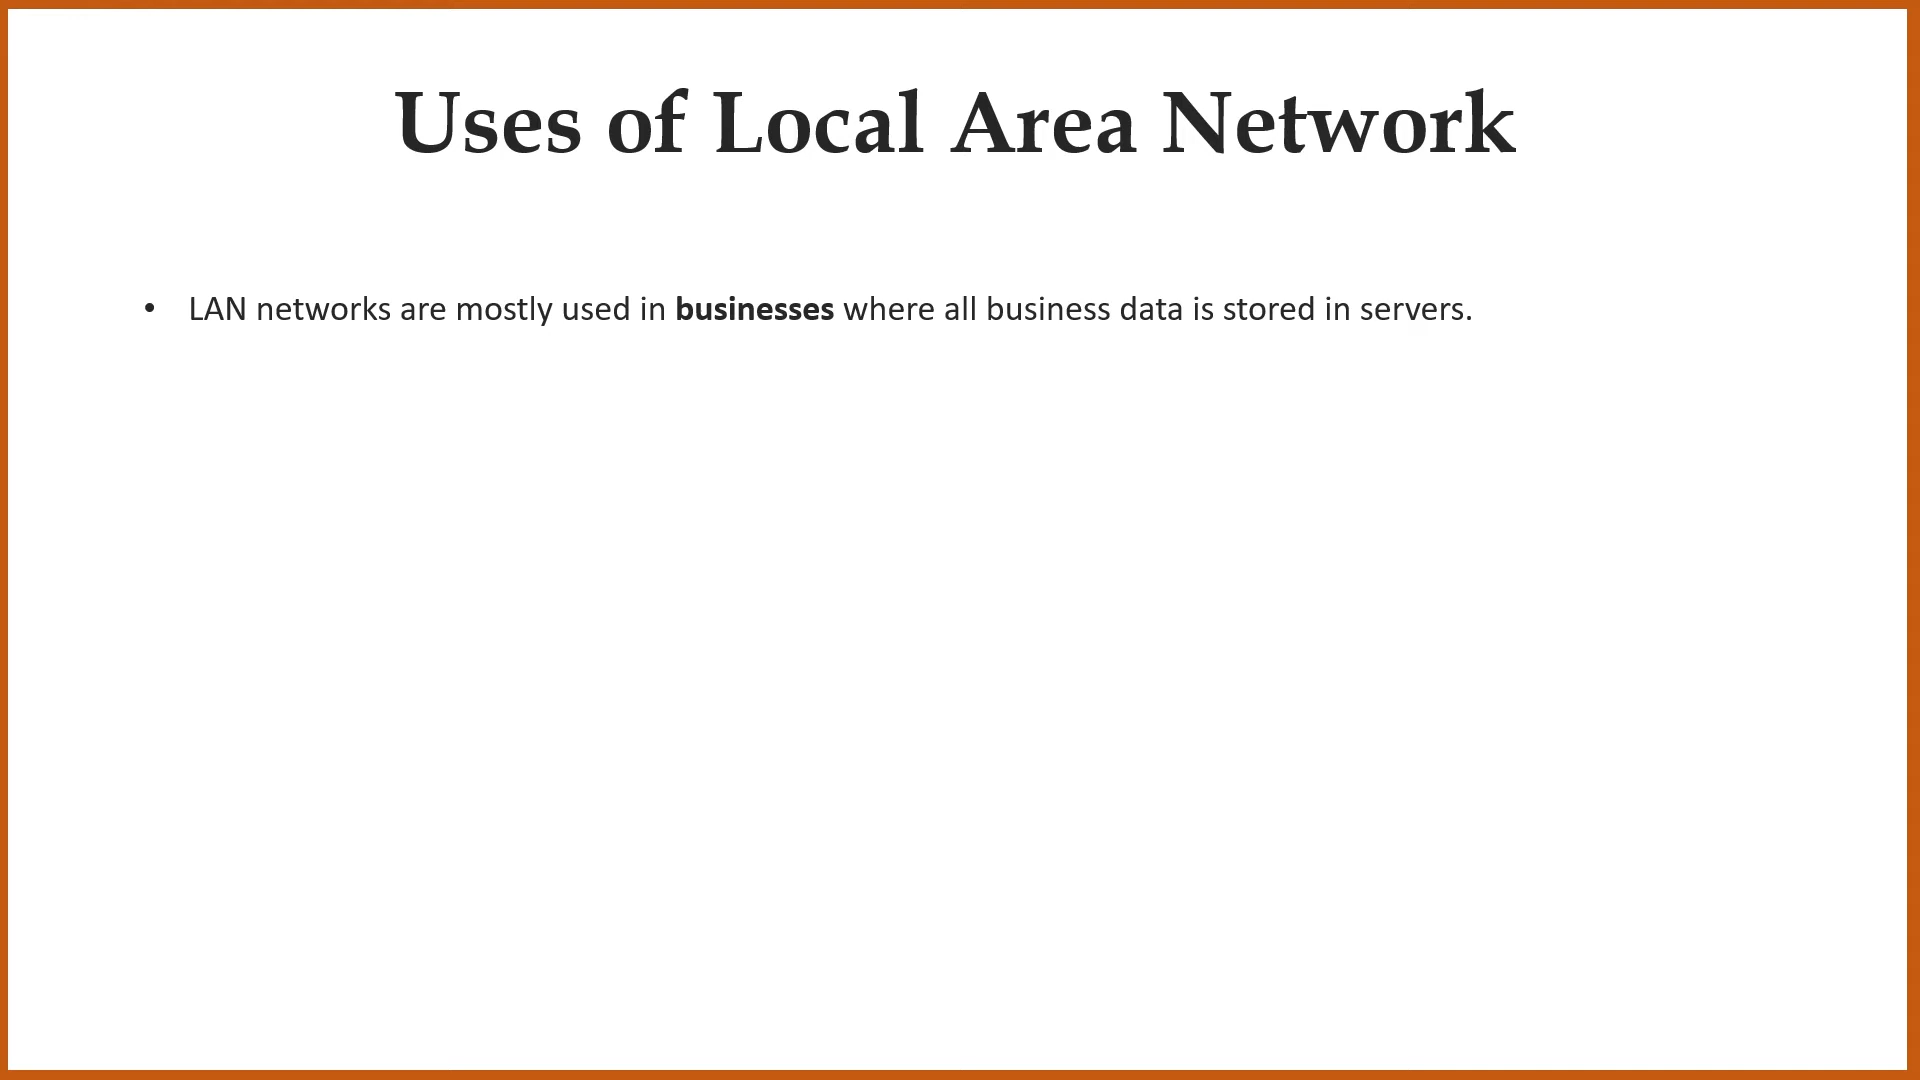 Uses of Local Area Network
• LAN networks are mostly used in businesses where all business data is stored in servers.